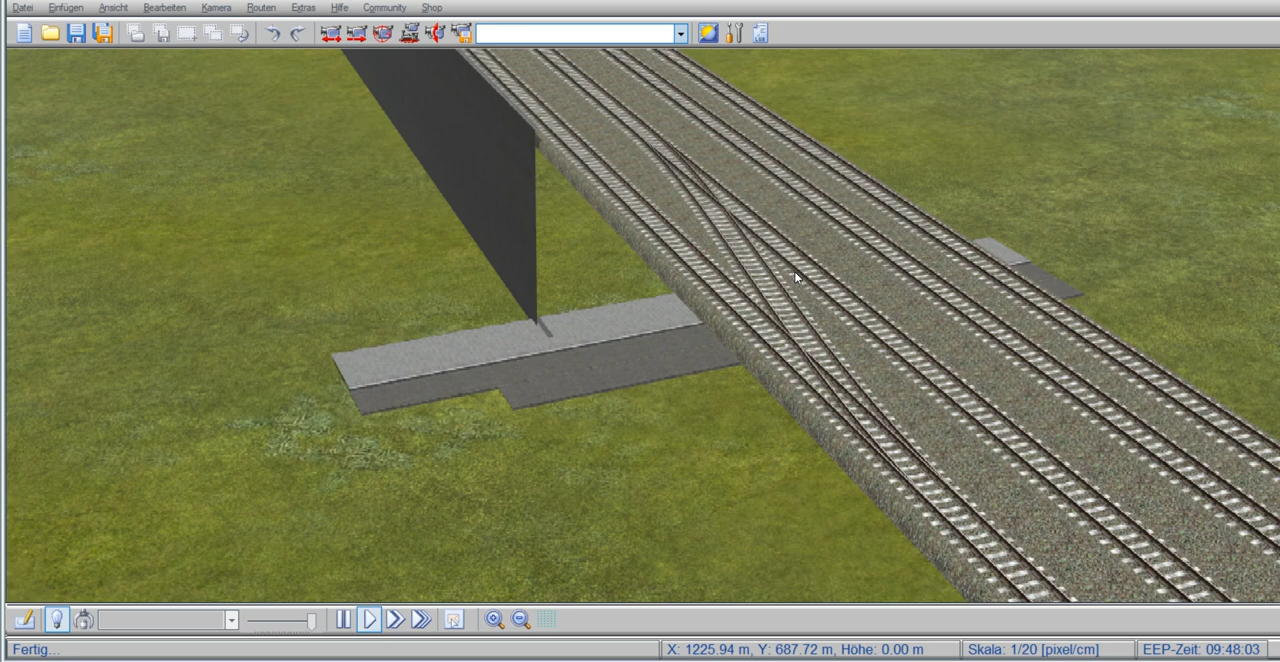 Datei Einfügen Ansicht Bearbeiten Kamera Routen Extras Hilfe Community Shop
Fertig... X: 1225.94 m, Y: 687.72 m, Höhe: 0.00 m Skala: 1/20 [pixel/cm] EEP-Zeit: 09:48:03